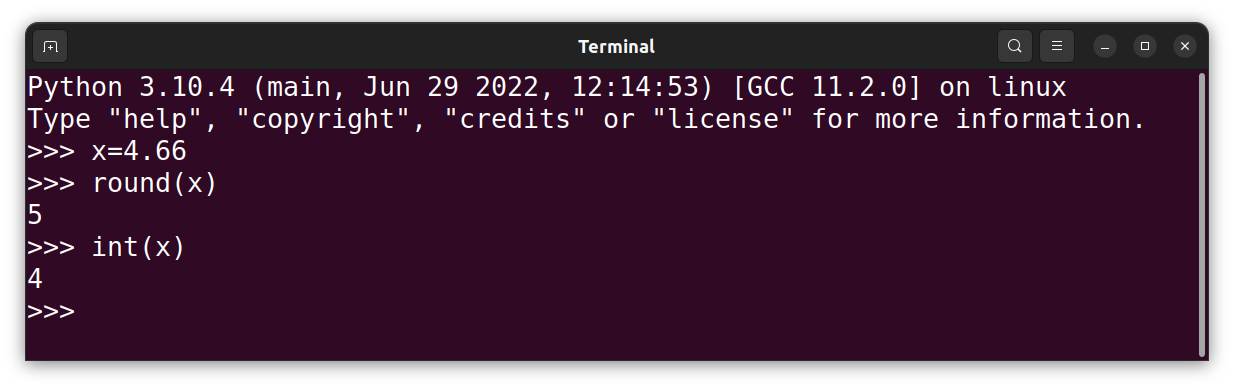 Terminal
Python 3.10.4 (main, Jun 29 2022, 12:14:53) [GCC 11.2.0] on linux
Type "help", "copyright", "credits" or "license" for more information.
>>> x=4.66
>>> round(x)
5
>>> int(x)
4
>>>